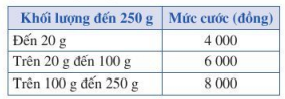 Khối lượng đến 250 g Mức cước (đồng)
Đến 20 g 4 000
Trên 20 g đến 100 g 6 000
Trên 100 g đến 250 g 8 000